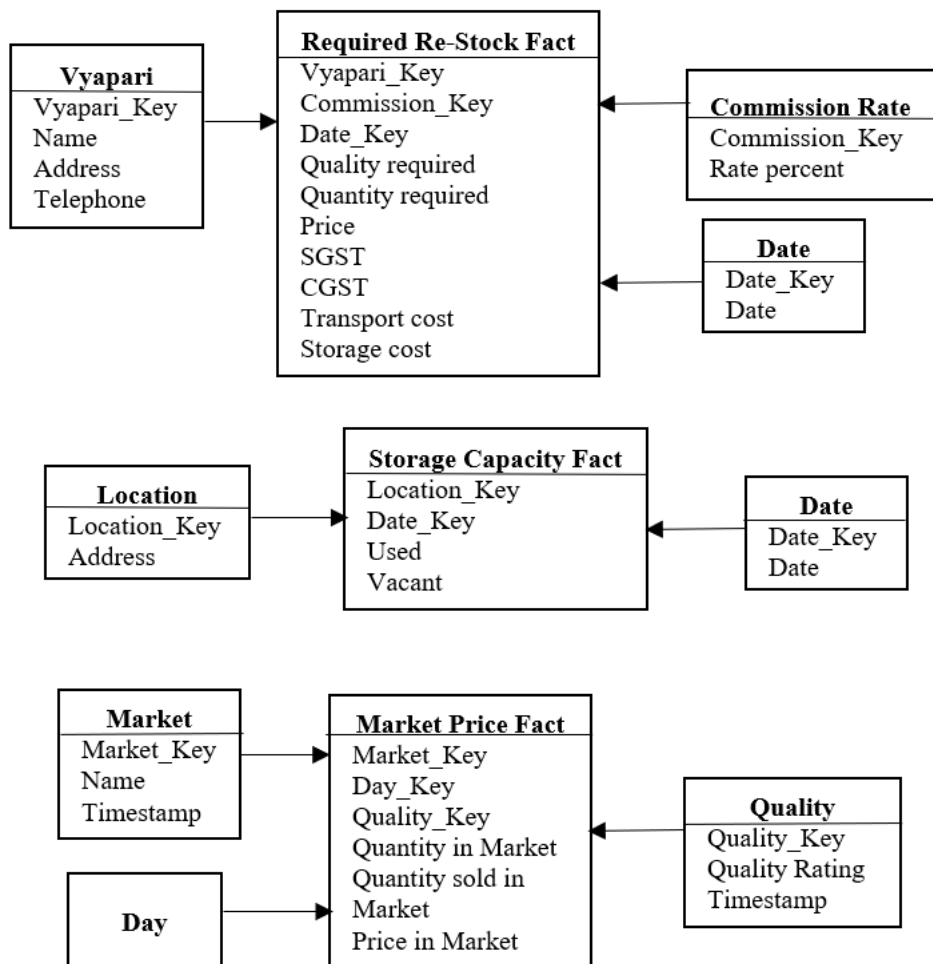 Vyapari
Vyapari_Key
Name
Address
Telephone
Required Re-Stock Fact
Vyapari_Key
Commission_Key
Date_Key
Quality required
Quantity required
Price
SGST
CGST
Transport cost
Storage cost
Commission Rate
Commission_Key
Rate percent
Date
Date_Key
Date
Location
Location_Key
Address
Storage Capacity Fact
Location_Key
Date_Key
Used
Vacant
Date
Date_Key
Date
Market
Market_Key
Name
Timestamp
Day
Market Price Fact
Market_Key
Day_Key
Quality_Key
Quantity in Market
Quantity sold in
Market
Price in Market
Quality
Quality_Key
Quality Rating
Timestamp